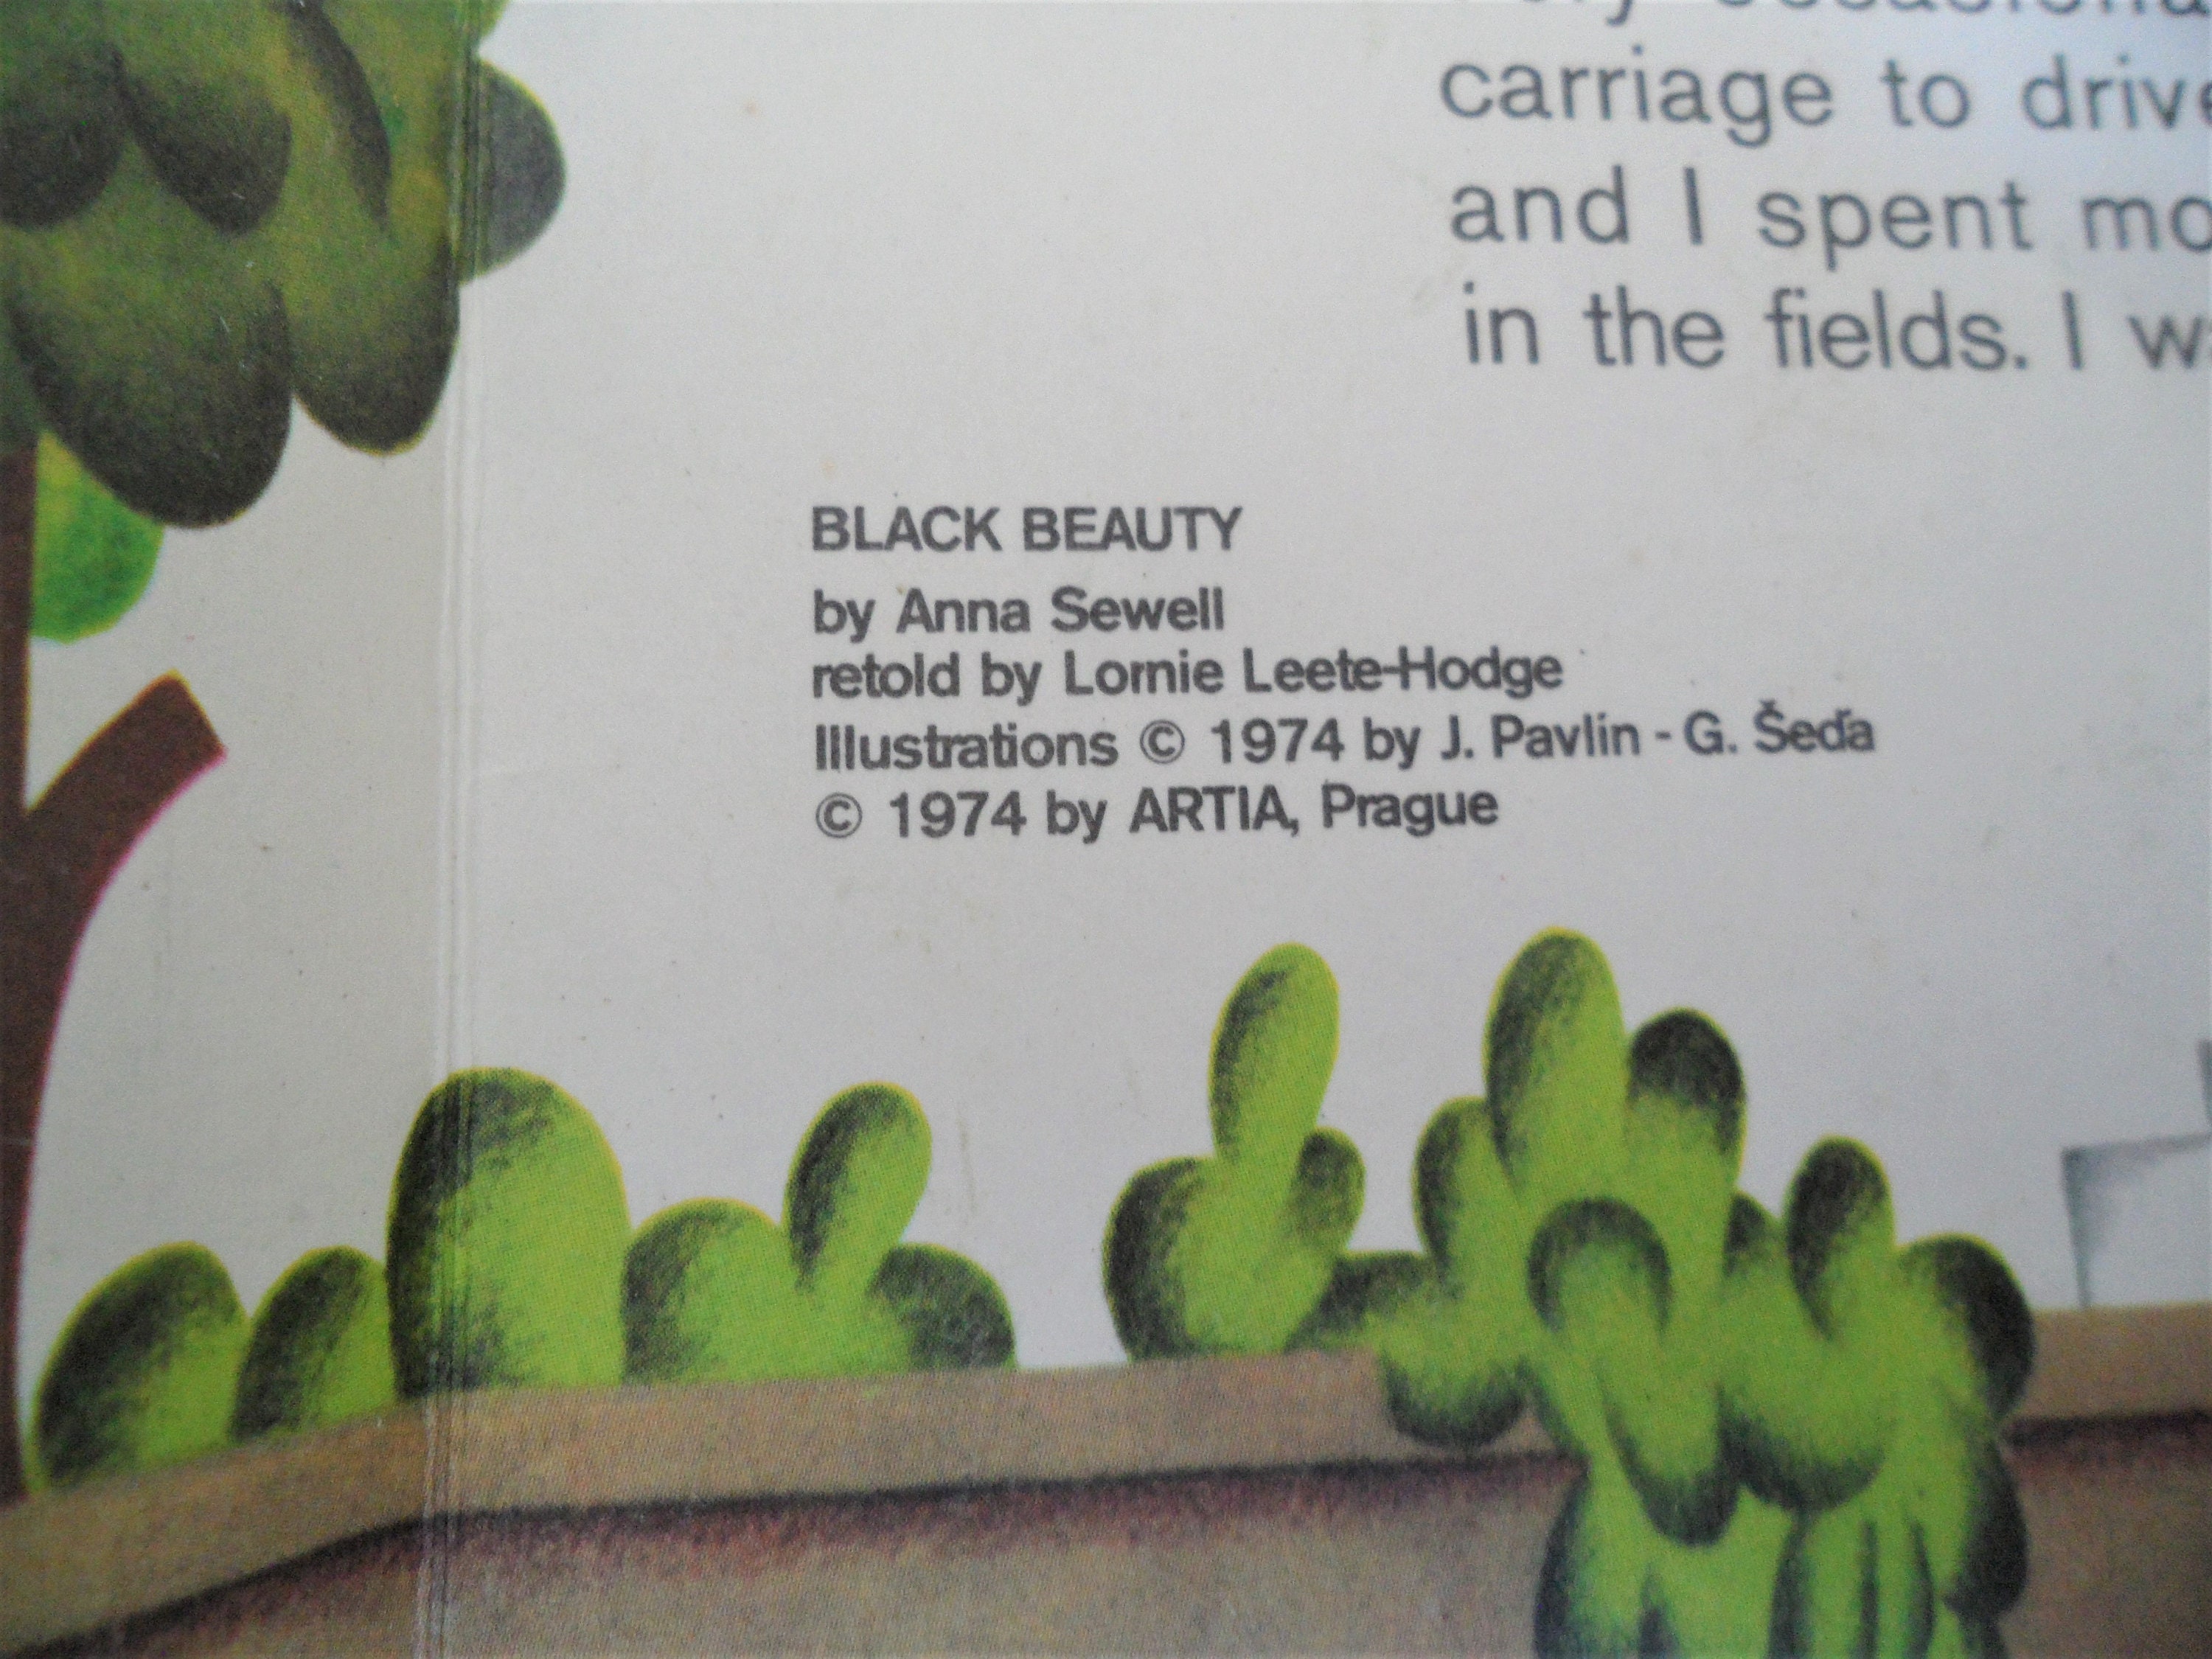 carriage to drive
and I spent
in the fields. I
BLACK BEAUTY
by Anna Sewell
retold by Lornie Leete-Hodge
Illustrations © 1974 by J. Pavlín - G. Šeďa
© 1974 by ARTIA, Prague